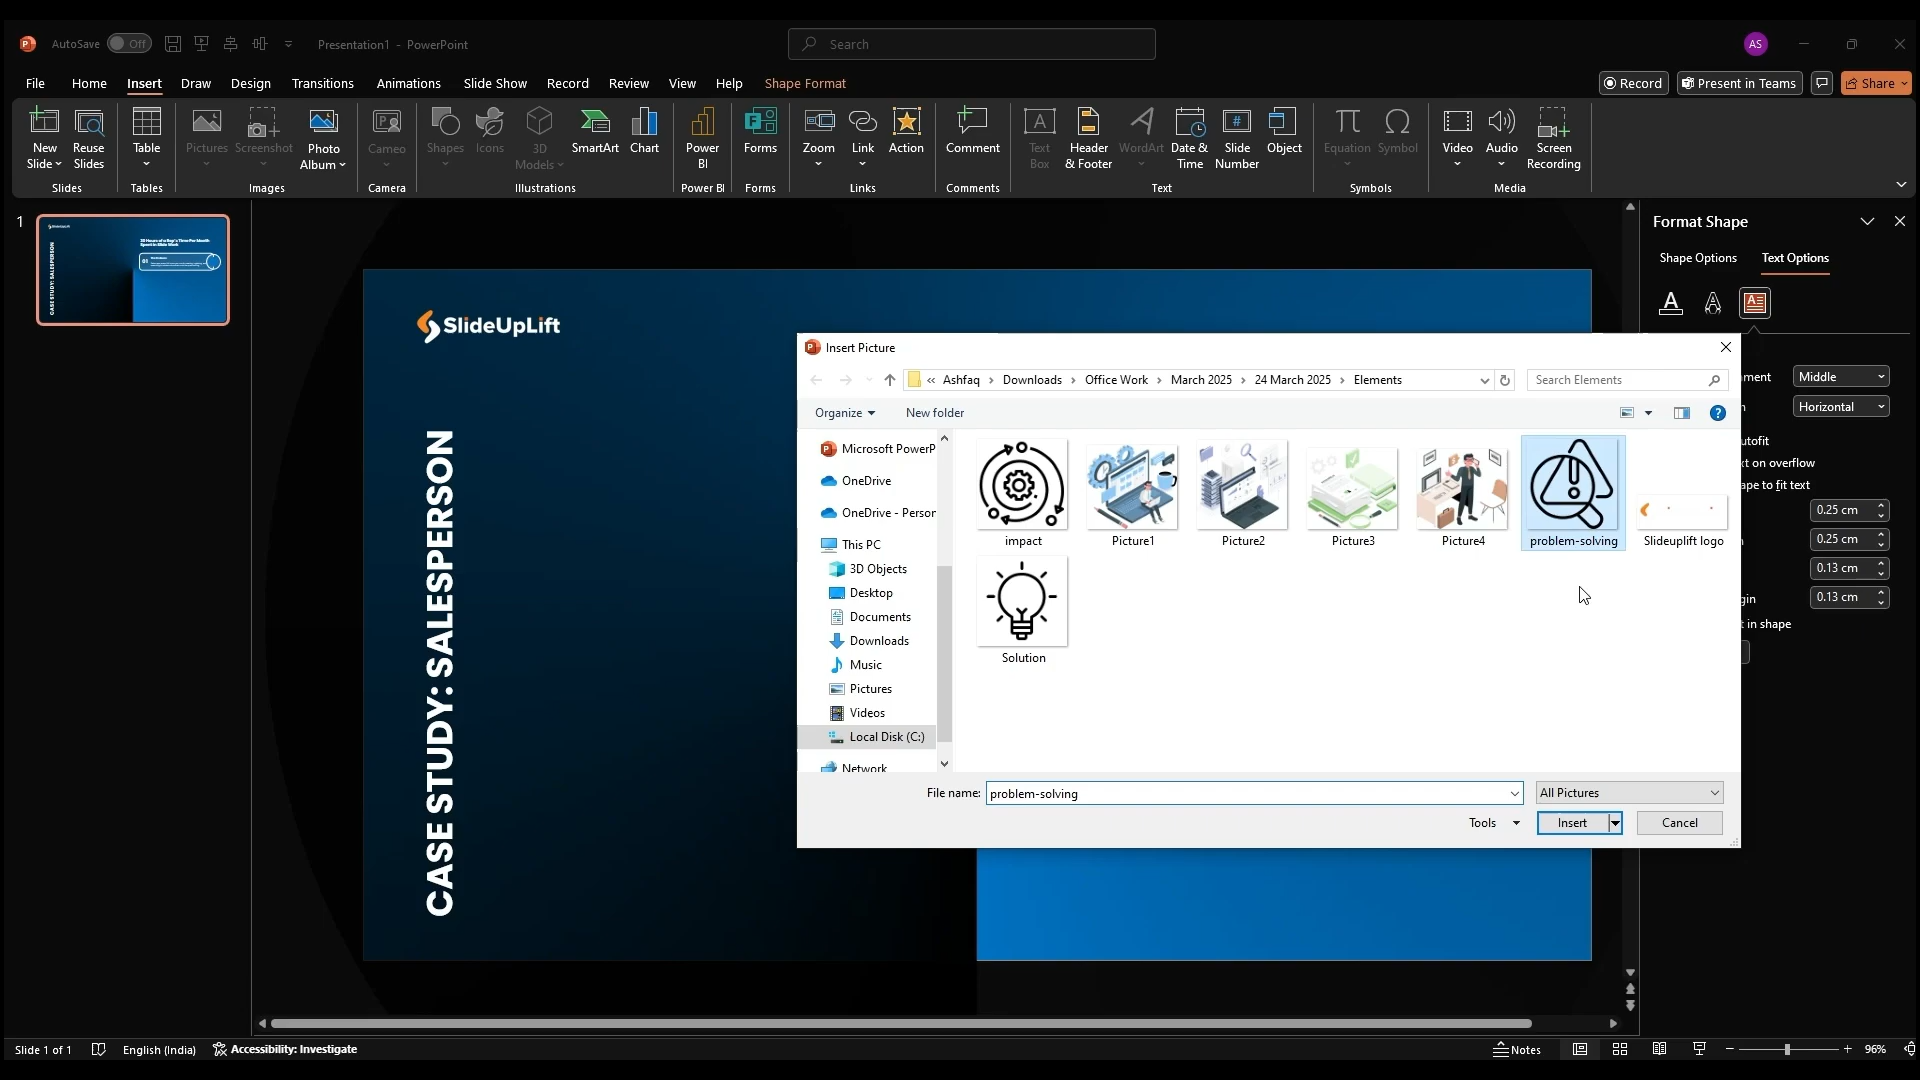 AutoSave Off
Presentation1 - PowerPoint
Search
AS
File Home Insert Draw Design Transitions Animations Slide Show Record Review View Help Shape Format
Record Present in Teams Share
New Slide Reuse Slides
Slides
Table
Tables
Pictures Screenshot Photo Album
Images
Cameo
Camera
Shapes Icons 3D Models SmartArt Chart
Illustrations
Power BI
Power BI
Forms
Forms
Zoom Link Action
Links
Comment
Comments
Text Box Header & Footer WordArt Date & Time Slide Number Object
Text
Equation Symbol
Symbols
Video Audio Screen Recording
Media
1
SlideUpLift
CASE STUDY: SALESPERSON
Insert Picture
« Ashfaq › Downloads › Office Work › March 2025 › 24 March 2025 › Elements
Search Elements
Organize New folder
Microsoft PowerP
OneDrive
OneDrive - Person
This PC
3D Objects
Desktop
Documents
Downloads
Music
Pictures
Videos
Local Disk (C:)
Network
impact Picture1 Picture2 Picture3 Picture4 problem-solving Slideuplift logo
Solution
File name: problem-solving All Pictures
Tools Insert Cancel
Format Shape
Shape Options Text Options
ment Middle
n Horizontal
utofit
xt on overflow
ape to fit text
0.25 cm
0.25 cm
0.13 cm
gin 0.13 cm
t in shape
Slide 1 of 1 English (India) Accessibility: Investigate
Notes 96%